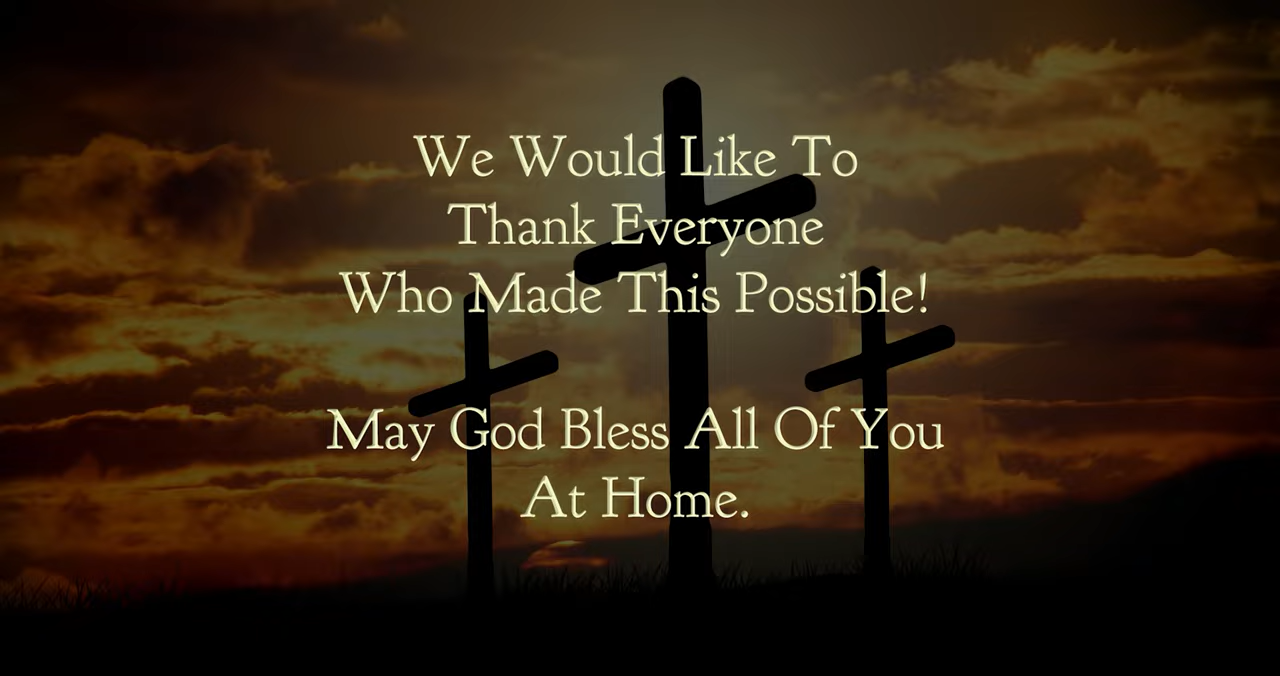 We Would Like To
Thank Everyone
Who Made This Possible!
May God Bless All Of You
At Home.